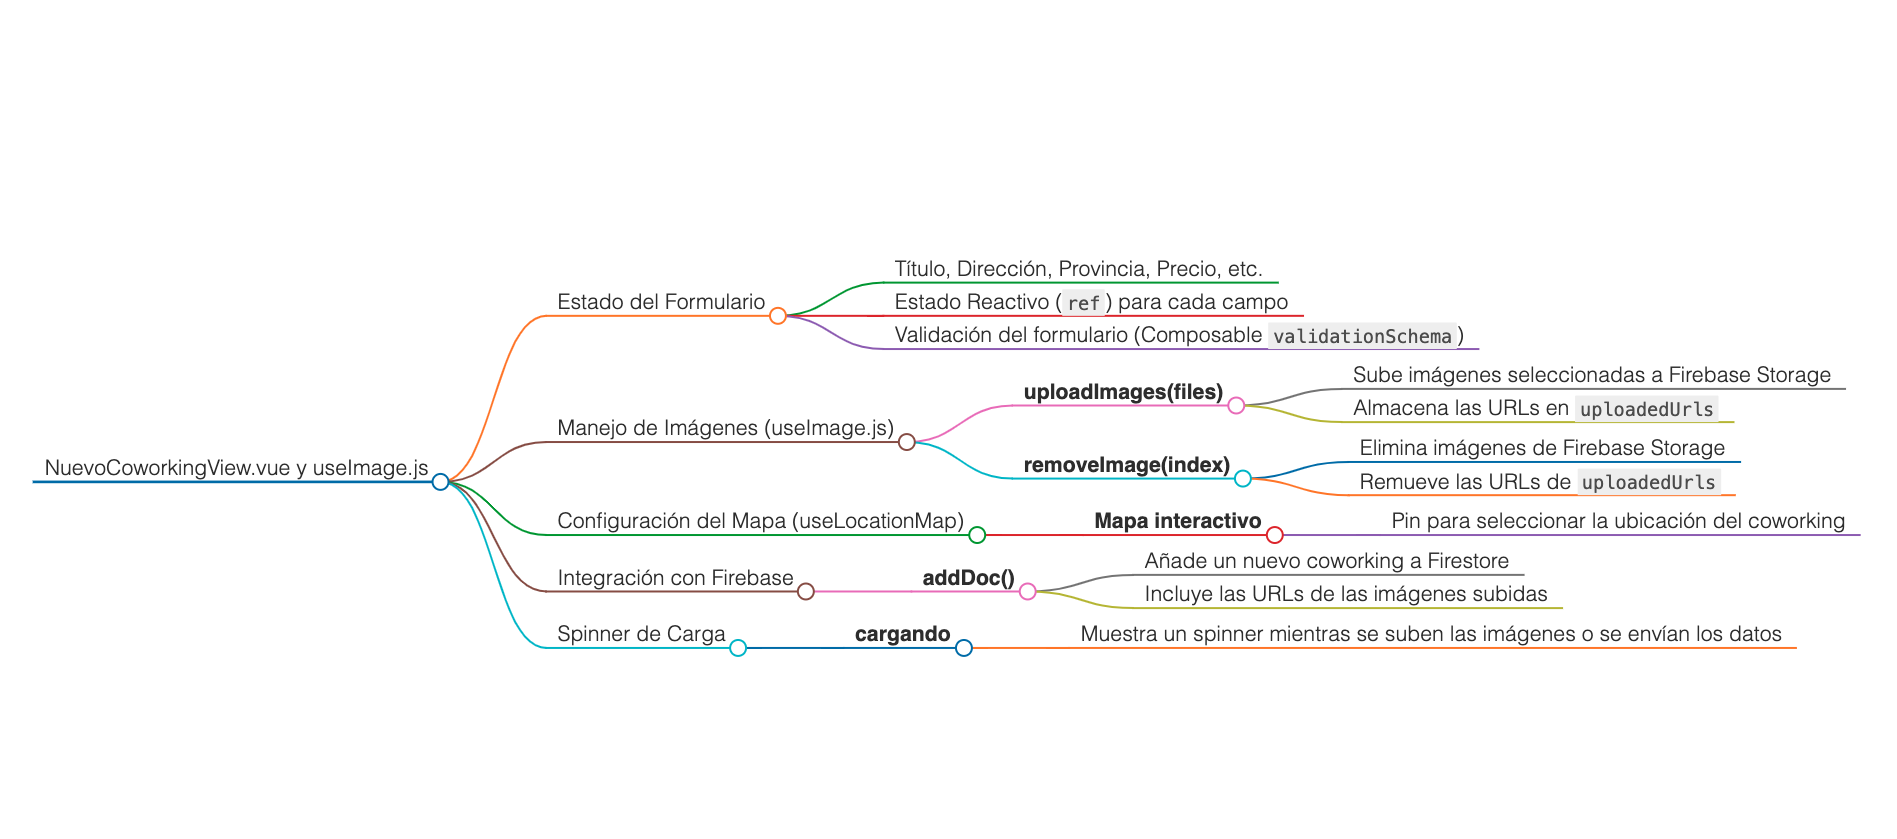 NuevoCoworkingView.vue y useImage.js
Estado del Formulario
Título, Dirección, Provincia, Precio, etc.
Estado Reactivo ( ref ) para cada campo
Validación del formulario (Composable validationSchema )
Manejo de Imágenes (useImage.js)
uploadImages(files)
Sube imágenes seleccionadas a Firebase Storage
Almacena las URLs en uploadedUrls
removeImage(index)
Elimina imágenes de Firebase Storage
Remueve las URLs de uploadedUrls
Configuración del Mapa (useLocationMap)
Mapa interactivo
Pin para seleccionar la ubicación del coworking
Integración con Firebase
addDoc()
Añade un nuevo coworking a Firestore
Incluye las URLs de las imágenes subidas
Spinner de Carga
cargando
Muestra un spinner mientras se suben las imágenes o se envían los datos